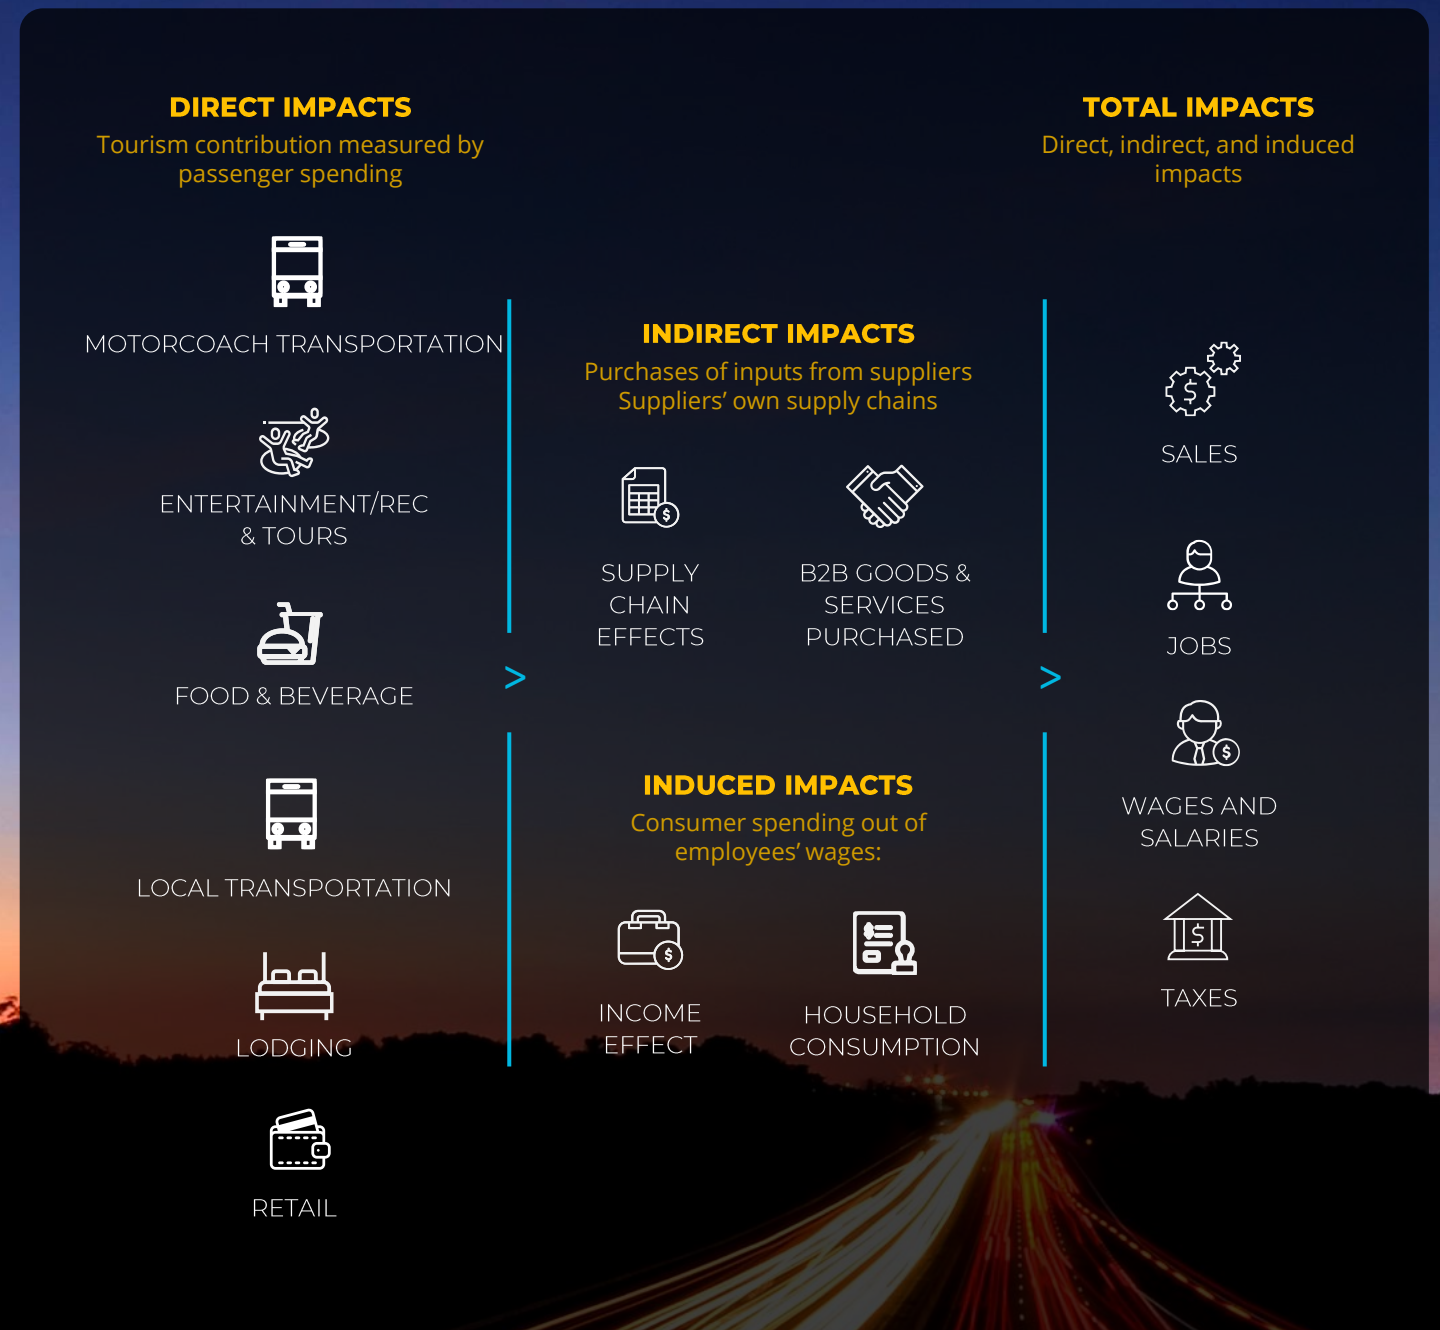 DIRECT IMPACTS
Tourism contribution measured by
passenger spending
MOTORCOACH TRANSPORTATION
ENTERTAINMENT/REC
& TOURS
FOOD & BEVERAGE
LOCAL TRANSPORTATION
LODGING
RETAIL
>
INDIRECT IMPACTS
Purchases of inputs from suppliers
Suppliers’ own supply chains
$
SUPPLY
CHAIN
EFFECTS
B2B GOODS &
SERVICES
PURCHASED
INDUCED IMPACTS
Consumer spending out of
employees’ wages:
$
INCOME
EFFECT
HOUSEHOLD
CONSUMPTION
>
TOTAL IMPACTS
Direct, indirect, and induced
impacts
$
SALES
JOBS
$
WAGES AND
SALARIES
$
TAXES